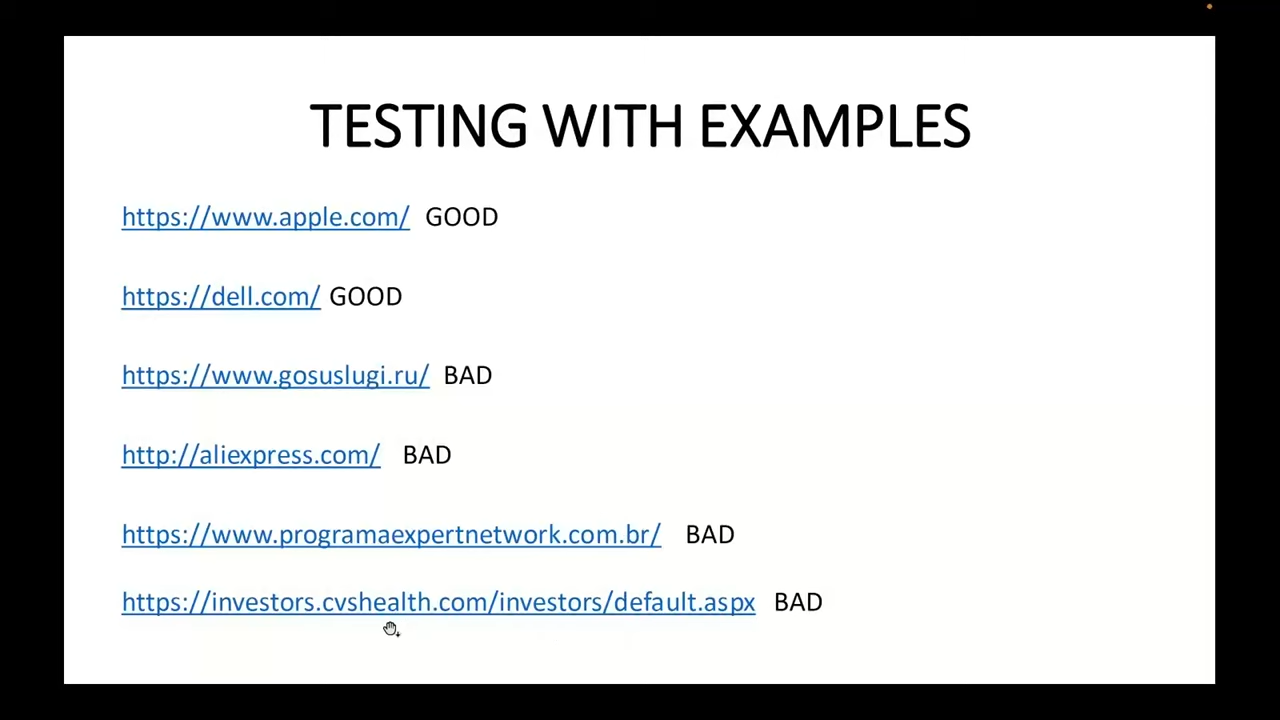 TESTING WITH EXAMPLES
https://www.apple.com/ GOOD
https://dell.com/ GOOD
https://www.gosuslugi.ru/ BAD
http://aliexpress.com/ BAD
https://www.programaexpertnetwork.com.br/ BAD
https://investors.cvshealth.com/investors/default.aspx BAD